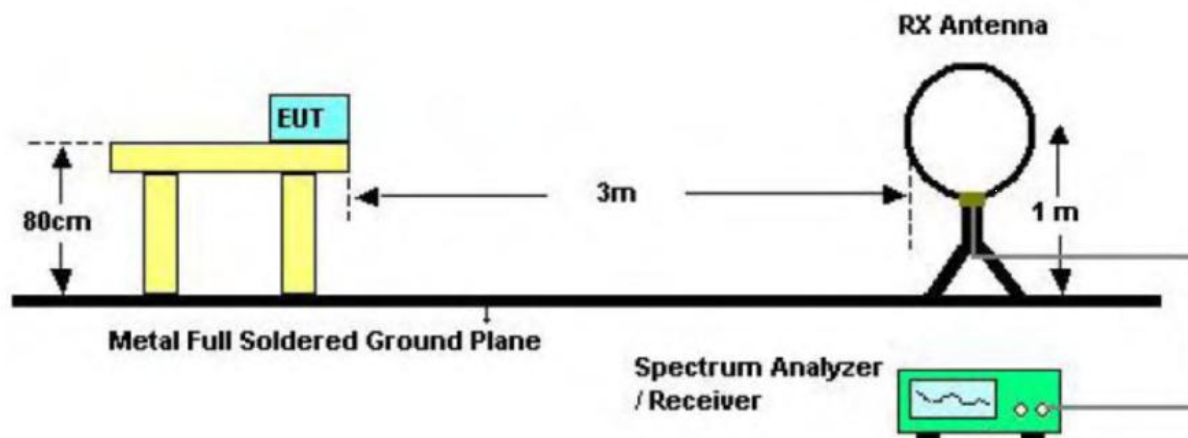 RX Antenna
EUT
80cm
3m
1 m
Metal Full Soldered Ground Plane
Spectrum Analyzer
/ Receiver